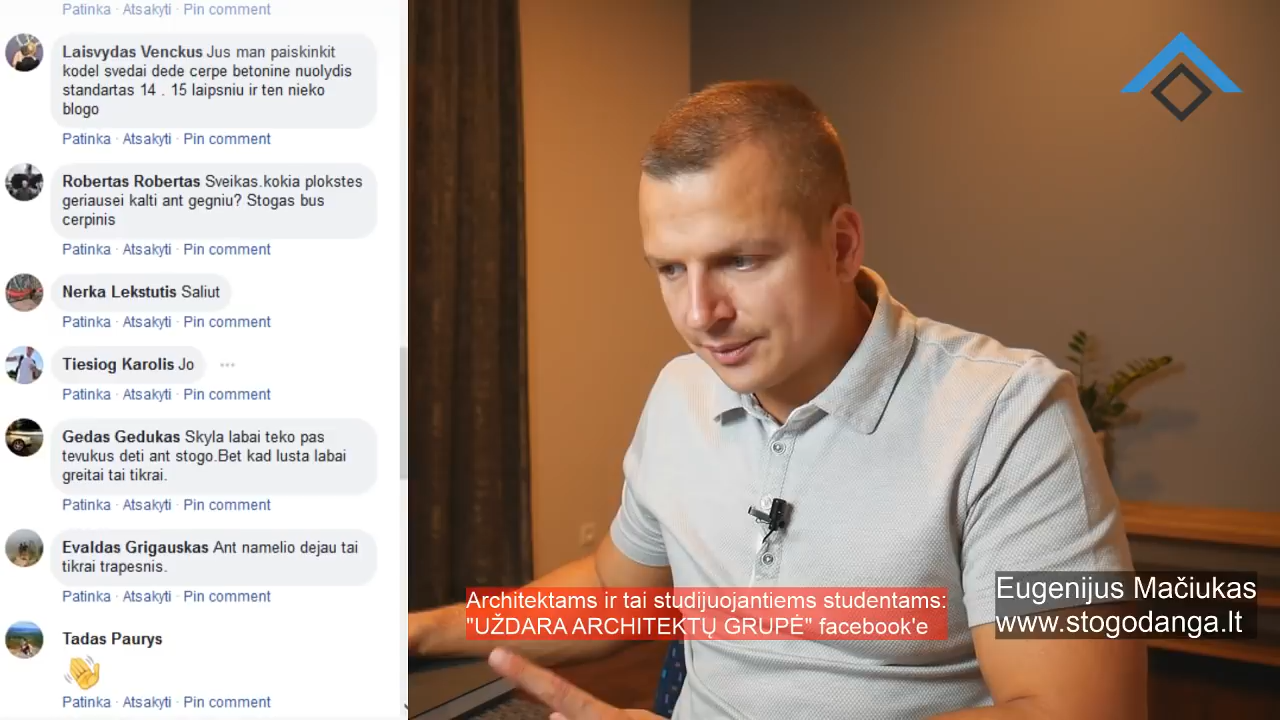 Patinka · Atsakyti · Pin comment
Laisvydas Venckus Jus man paiskinkit
kodel svedai dede cerpe betonine nuolydis
standartas 14 . 15 laipsniu ir ten nieko
blogo
Patinka · Atsakyti · Pin comment
Robertas Robertas Sveikas.kokia plokstes
geriausei kalti ant gegniu? Stogas bus
cerpinis
Patinka · Atsakyti · Pin comment
Nerka Lekstutis Saliut
Patinka · Atsakyti · Pin comment
Tiesiog Karolis Jo
Patinka · Atsakyti · Pin comment
Gedas Gedukas Skyla labai teko pas
tevukus deti ant stogo.Bet kad lusta labai
greitai tai tikrai.
Patinka · Atsakyti · Pin comment
Evaldas Grigauskas Ant namelio dejau tai
tikrai trapesnis.
Patinka · Atsakyti · Pin comment
Tadas Paurys
Patinka · Atsakyti · Pin comment
Architektams ir tai studijuojantiems studentams:
"UŽDARA ARCHITEKTŲ GRUPĖ" facebook'e
Eugenijus Mačiukas
www.stogodanga.lt